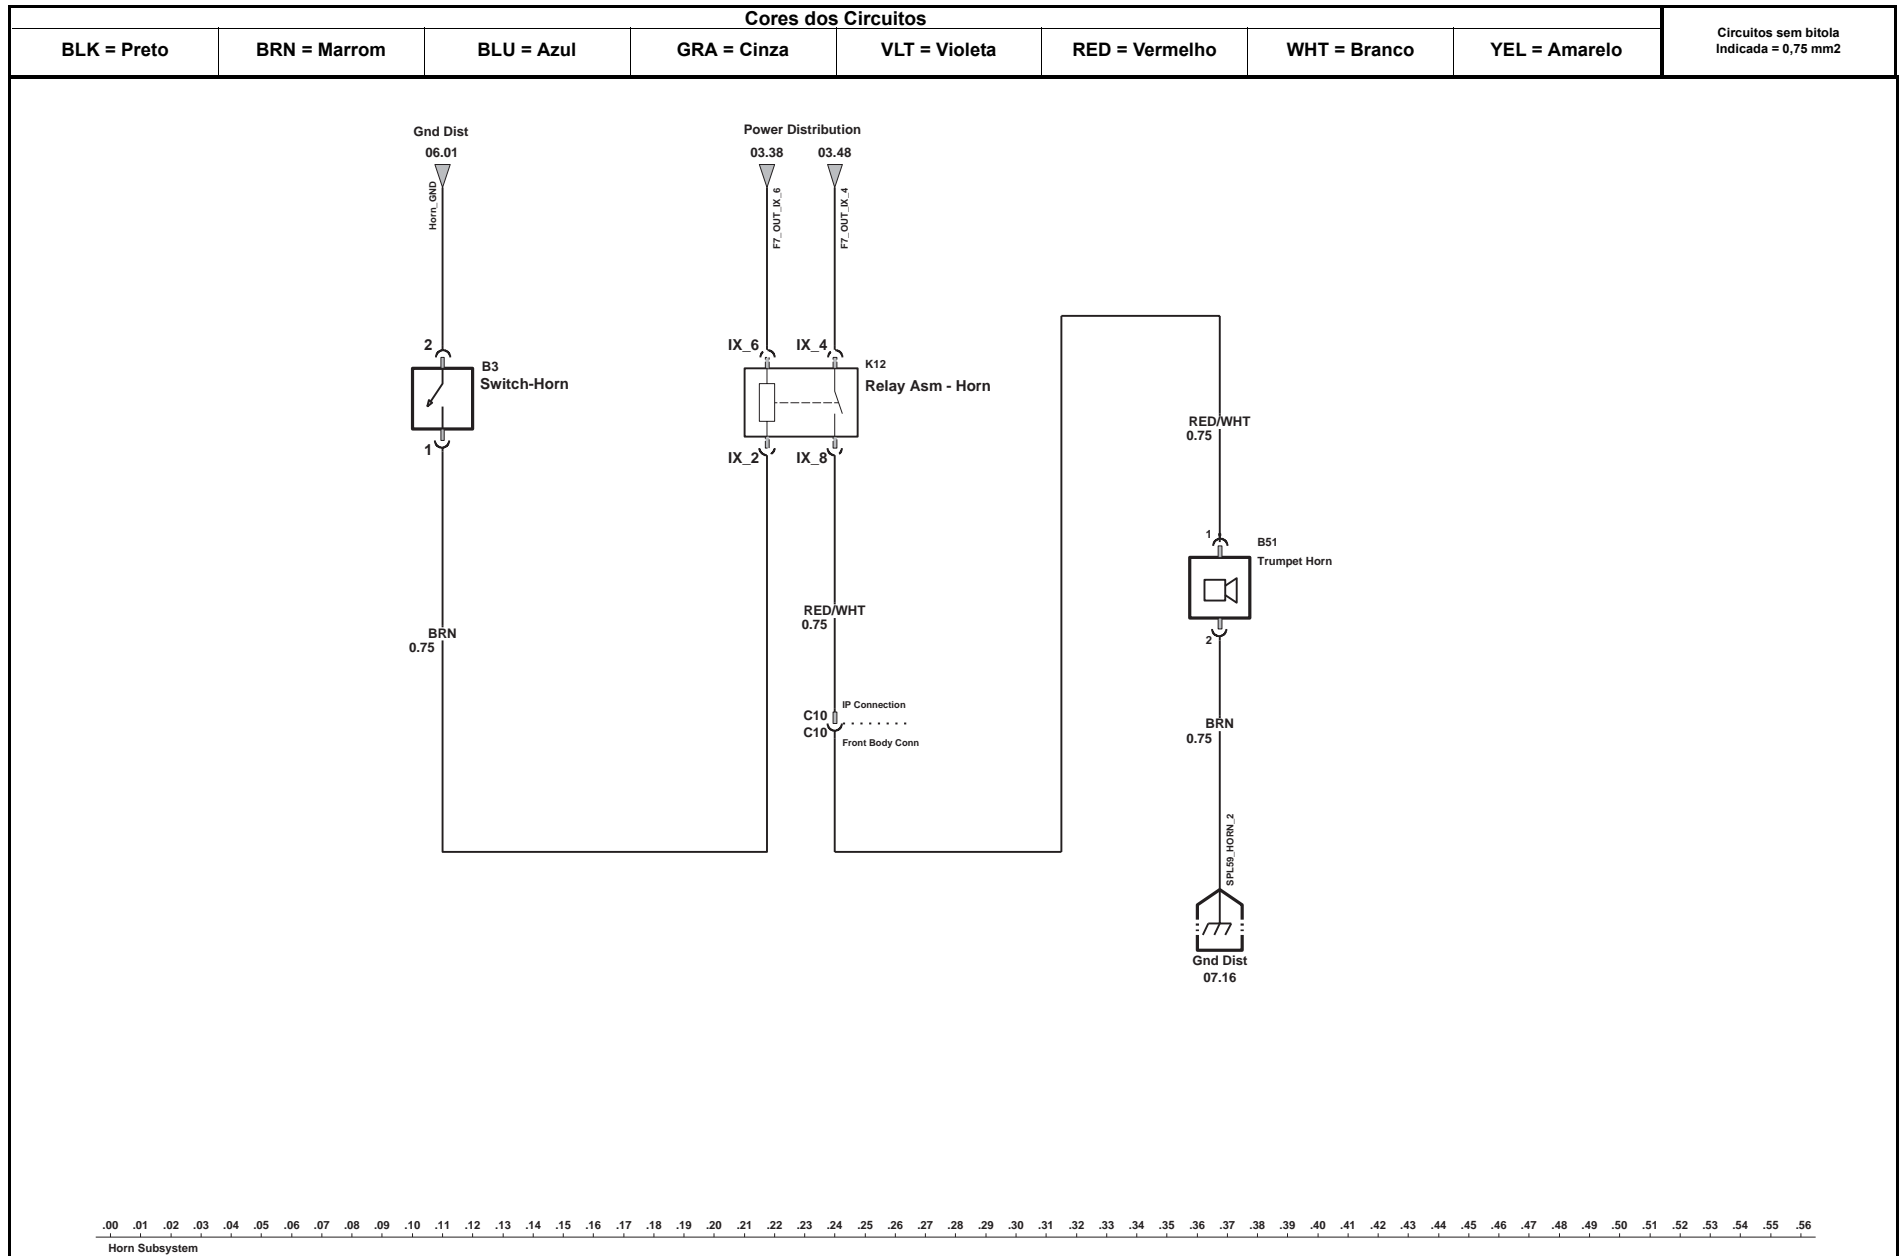 Cores dos Circuitos
BLK = Preto
BRN = Marrom
BLU = Azul
GRA = Cinza
VLT = Violeta
RED = Vermelho
WHT = Branco
YEL = Amarelo
Circuitos sem bitola
Indicada = 0,75 mm2
Gnd Dist
06.01
Horn_GND
Power Distribution
03.38
03.48
F7_OUT_IX_6
F7_OUT_IX_4
2
B3
Switch-Horn
1
IX_6
IX_4
K12
Relay Asm - Horn
IX_2
IX_8
RED/WHT
0.75
1
B51
Trumpet Horn
2
RED/WHT
0.75
BRN
0.75
C10
IP Connection
C10
Front Body Conn
BRN
0.75
SPL59_HORN_2
Gnd Dist
07.16
.00 .01 .02 .03 .04 .05 .06 .07 .08 .09 .10 .11 .12 .13 .14 .15 .16 .17 .18 .19 .20 .21 .22 .23 .24 .25 .26 .27 .28 .29 .30 .31 .32 .33 .34 .35 .36 .37 .38 .39 .40 .41 .42 .43 .44 .45 .46 .47 .48 .49 .50 .51 .52 .53 .54 .55 .56
Horn Subsystem